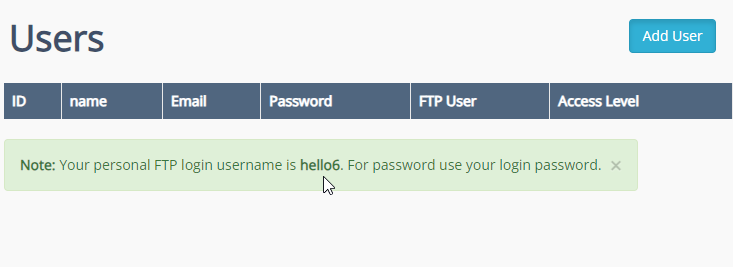 Users
Add User
ID name Email Password FTP User Access Level
Note: Your personal FTP login username is hello6. For password use your login password. ×